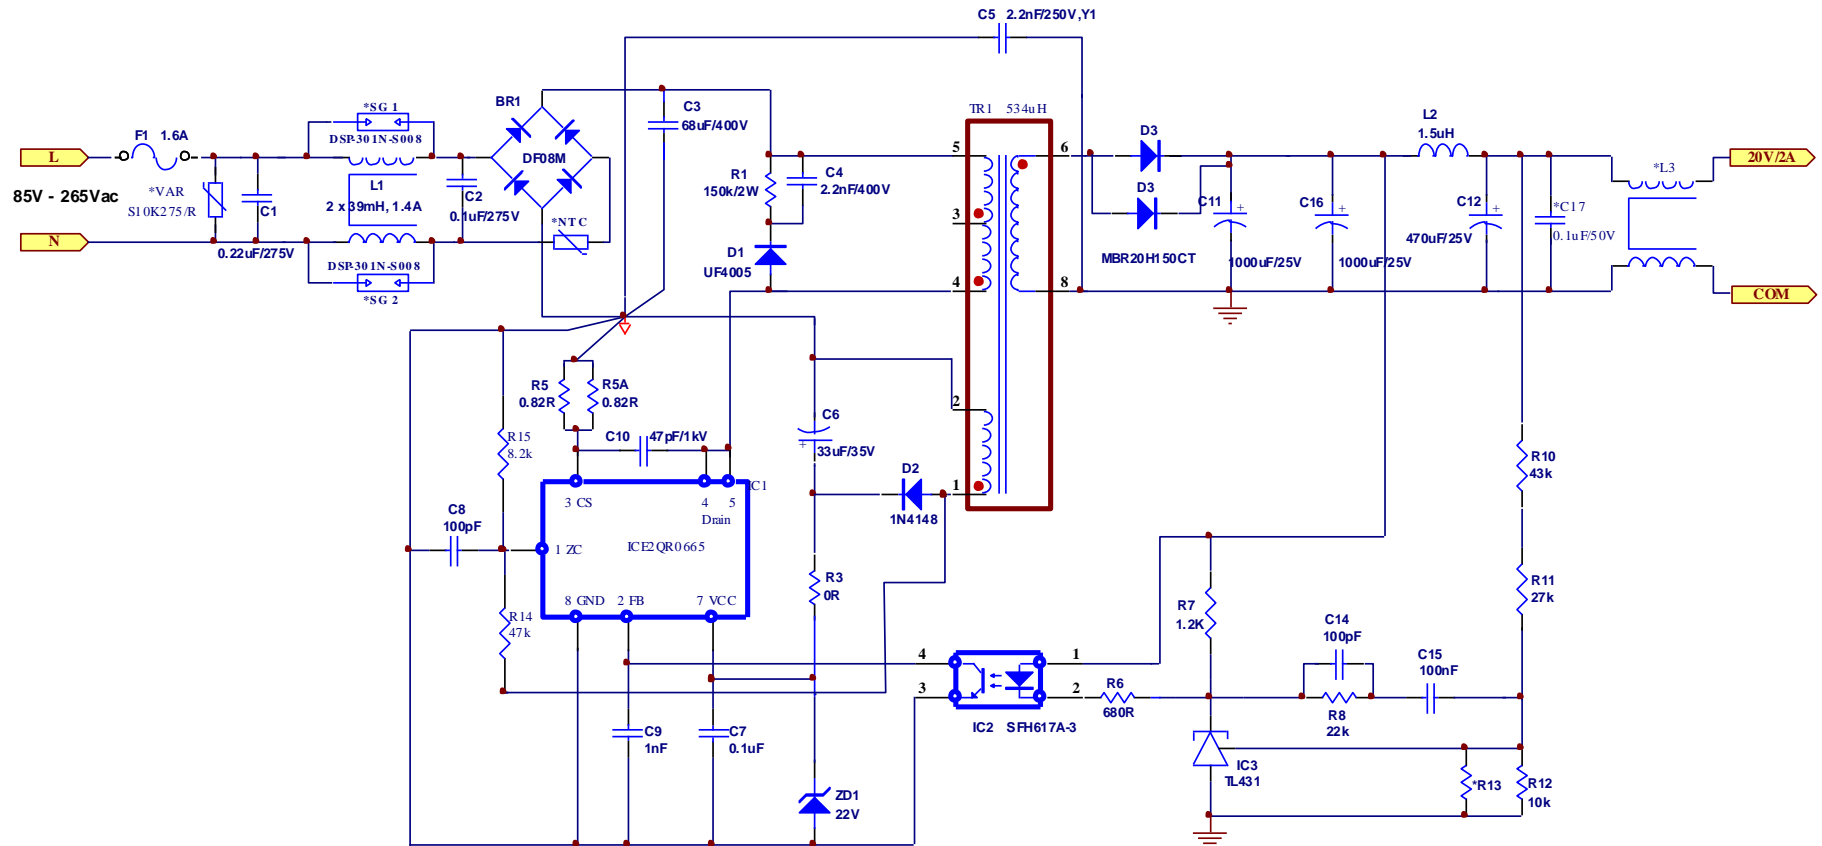 C5 2.2nF/250V,Y1
*SG 1
DSP-301N-S008
BR1
C3
68uF/400V
TR1 534uH
L2
1.5uH
F1 1.6A
D3
L
DF08M
5
6
20V/2A
*L3
85V - 265Vac
*VAR
S10K275/R
C1
L1
2 x 39mH, 1.4A
C2
0.1uF/275V
R1
150k/2W
C4
2.2nF/400V
D3
C11
C16
C12
470uF/25V
*C17
0.1uF/50V
*NTC
3
N
0.22uF/275V
D1
UF4005
MBR20H150CT
1000uF/25V
1000uF/25V
DSP-301N-S008
*SG 2
4
8
COM
R5
0.82R
R5A
0.82R
2
C6
33uF/35V
R15
8.2k
C10 47pF/1kV
R10
43k
D2
1N4148
1
IC1
3 CS
4
5
Drain
C8
100pF
1 ZC
ICE2QR0665
R3
0R
R11
27k
8 GND
2 FB
7 VCC
R14
47k
R7
1.2K
C14
100pF
C15
100nF
4
1
3
2
R6
680R
R8
22k
IC2 SFH617A-3
C9
1nF
C7
0.1uF
IC3
TL431
*R13
R12
10k
ZD1
22V